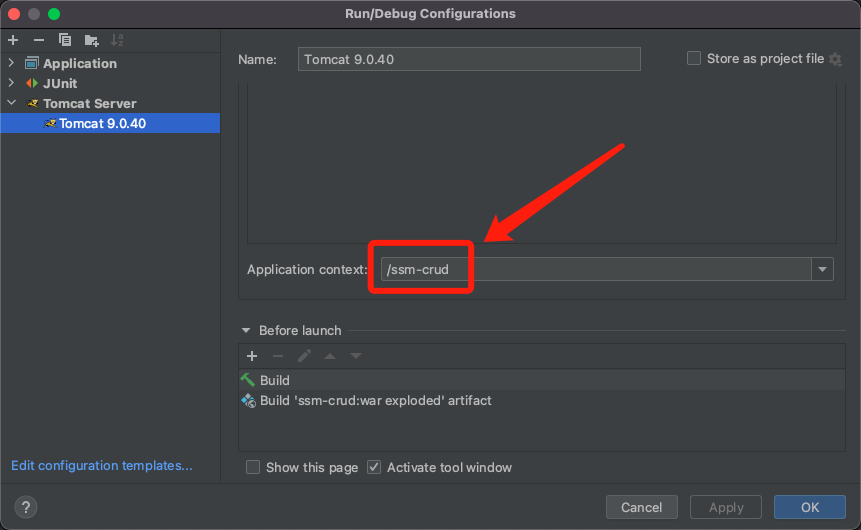 Run/Debug Configurations
Application
JUnit
Tomcat Server
Tomcat 9.0.40
Name: Tomcat 9.0.40
Store as project file
Application context: /ssm-crud
Before launch
Build
Build 'ssm-crud:war exploded' artifact
Show this page
Activate tool window
Edit configuration templates...
?
Cancel
Apply
OK